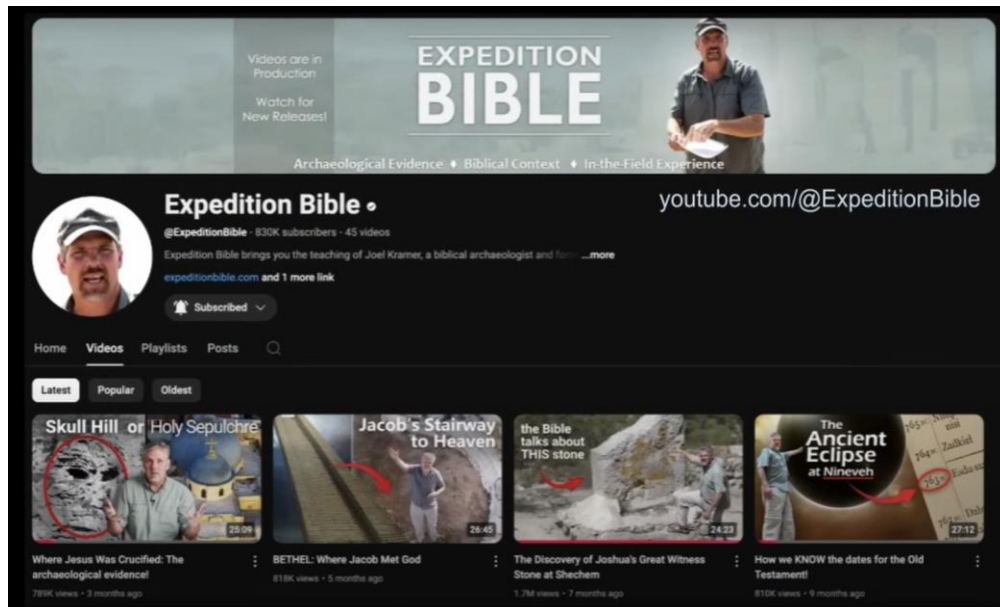 Videos are in
Production
Watch for
New Releases!
EXPEDITION
BIBLE
Archaeological Evidence ♦ Biblical Context ♦ In-the-Field Experience
youtube.com/@ExpeditionBible
Expedition Bible
@ExpeditionBible · 830K subscribers · 45 videos
Expedition Bible brings you the teaching of Joel Kramer, a biblical archaeologist and ...more
expeditionbible.com and 1 more link
Subscribed
Home Videos Playlists Posts
Latest Popular Oldest
Skull Hill or Holy Sepulchre
25:09
Where Jesus Was Crucified: The
archaeological evidence!
789K views • 3 months ago
Jacob's Stairway
to Heaven
26:45
BETHEL: Where Jacob Met God
818K views • 5 months ago
the Bible
talks about
THIS stone
24:23
The Discovery of Joshua's Great Witness
Stone at Shechem
1.7M views • 7 months ago
The
Ancient
Eclipse
at Nineveh
763
27:12
How we KNOW the dates for the Old
Testament!
810K views • 9 months ago